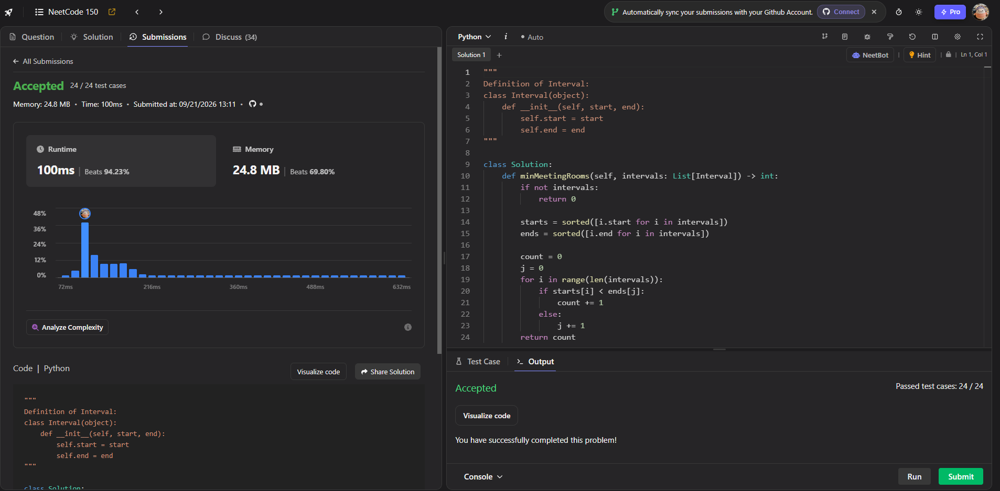 NeetCode 150
Automatically sync your submissions with your Github Account.
Connect
Pro
Question
Solution
Submissions
Discuss (34)
All Submissions
Accepted 24 / 24 test cases
Memory: 24.8 MB • Time: 100ms • Submitted at: 09/21/2026 13:11 •
Runtime
100ms | Beats 94.23%
Memory
24.8 MB | Beats 69.80%
48%
36%
24%
12%
0%
72ms 216ms 360ms 488ms 632ms
Analyze Complexity
Code | Python
Visualize code
Share Solution
"""
Definition of Interval:
class Interval(object):
    def __init__(self, start, end):
        self.start = start
        self.end = end
"""
class Solution:
Python
i
Auto
Solution 1
+
NeetBot
Hint
Ln 1, Col 1
1 """
2 Definition of Interval:
3 class Interval(object):
4     def __init__(self, start, end):
5         self.start = start
6         self.end = end
7 """
8
9 class Solution:
10     def minMeetingRooms(self, intervals: List[Interval]) -> int:
11         if not intervals:
12             return 0
13
14         starts = sorted([i.start for i in intervals])
15         ends = sorted([i.end for i in intervals])
16
17         count = 0
18         j = 0
19         for i in range(len(intervals)):
20             if starts[i] < ends[j]:
21                 count += 1
22             else:
23                 j += 1
24         return count
Test Case
Output
Accepted
Passed test cases: 24 / 24
Visualize code
You have successfully completed this problem!
Console
Run
Submit